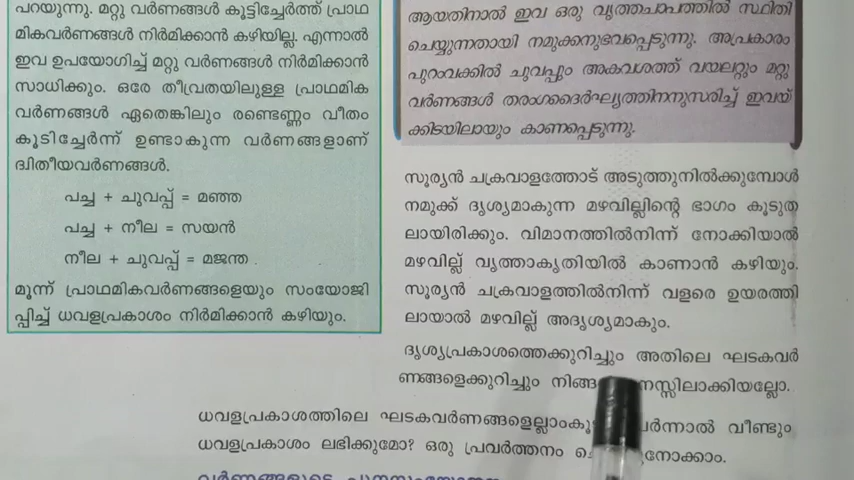 പറയുന്നു. മറ്റു വർണങ്ങൾ കൂട്ടിച്ചേർത്ത് പ്രാഥ
മികവർണങ്ങൾ നിർമിക്കാൻ കഴിയില്ല. എന്നാൽ
ഇവ ഉപയോഗിച്ച് മറ്റു വർണങ്ങൾ നിർമിക്കാൻ
സാധിക്കും. ഒരേ തീവ്രതയിലുള്ള പ്രാഥമിക
വർണങ്ങൾ ഏതെങ്കിലും രണ്ടെണ്ണം വീതം
കൂടിച്ചേർന്ന് ഉണ്ടാകുന്ന വർണങ്ങളാണ്
ദ്വിതീയവർണങ്ങൾ.
പച്ച + ചുവപ്പ് = മഞ്ഞ
പച്ച + നീല = സയൻ
നീല + ചുവപ്പ് = മജന്ത
മൂന്ന് പ്രാഥമികവർണങ്ങളെയും സംയോജി
പ്പിച്ച് ധവളപ്രകാശം നിർമിക്കാൻ കഴിയും.
ആയതിനാൽ ഇവ ഒരു വൃത്തചാപത്തിൽ സ്ഥിതി
ചെയ്യുന്നതായി നമുക്കനുഭവപ്പെടുന്നു. അപ്രകാരം
പുറംവക്കിൽ ചുവപ്പും അകവശത്ത് വയലറ്റും മറ്റു
വർണങ്ങൾ തരംഗദൈർഘ്യത്തിനനുസരിച്ച് ഇവയ്
ക്കിടയിലായും കാണപ്പെടുന്നു.
സൂര്യൻ ചക്രവാളത്തോട് അടുത്തുനിൽക്കുമ്പോൾ
നമുക്ക് ദൃശ്യമാകുന്ന മഴവില്ലിന്റെ ഭാഗം കൂടുത
ലായിരിക്കും. വിമാനത്തിൽനിന്ന് നോക്കിയാൽ
മഴവില്ല് വൃത്താകൃതിയിൽ കാണാൻ കഴിയും.
സൂര്യൻ ചക്രവാളത്തിൽനിന്ന് വളരെ ഉയരത്തി
ലായാൽ മഴവില്ല് അദൃശ്യമാകും.
ദൃശ്യപ്രകാശത്തെക്കുറിച്ചും അതിലെ ഘടകവർ
ണങ്ങളെക്കുറിച്ചും
ധവളപ്രകാശത്തിലെ ഘടകവർണങ്ങളെല്ലാം വീണ്ടും
ധവളപ്രകാശം ലഭിക്കുമോ? ഒരു പ്രവർത്തനം
വർണങ്ങളുടെ